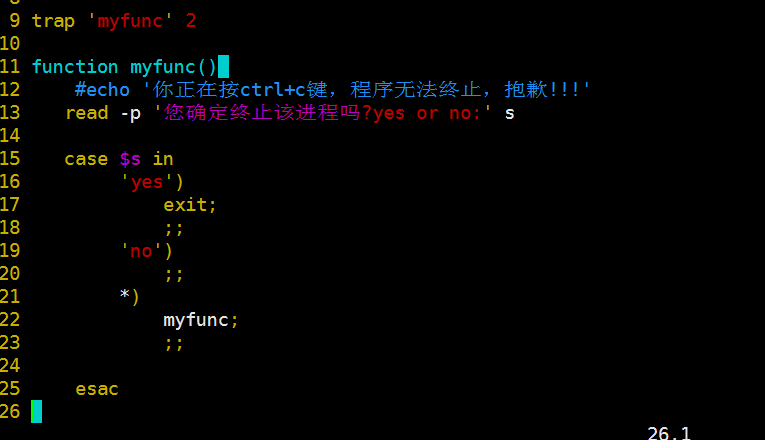 9 trap 'myfunc' 2
10
11 function myfunc()
12 #echo '你正在按ctrl+c键，程序无法终止，抱歉!!!'
13 read -p '您确定终止该进程吗?yes or no:' s
14
15 case $s in
16 'yes')
17 exit;
18 ;;
19 'no')
20 ;;
21 *)
22 myfunc;
23 ;;
24
25 esac
26
26,1